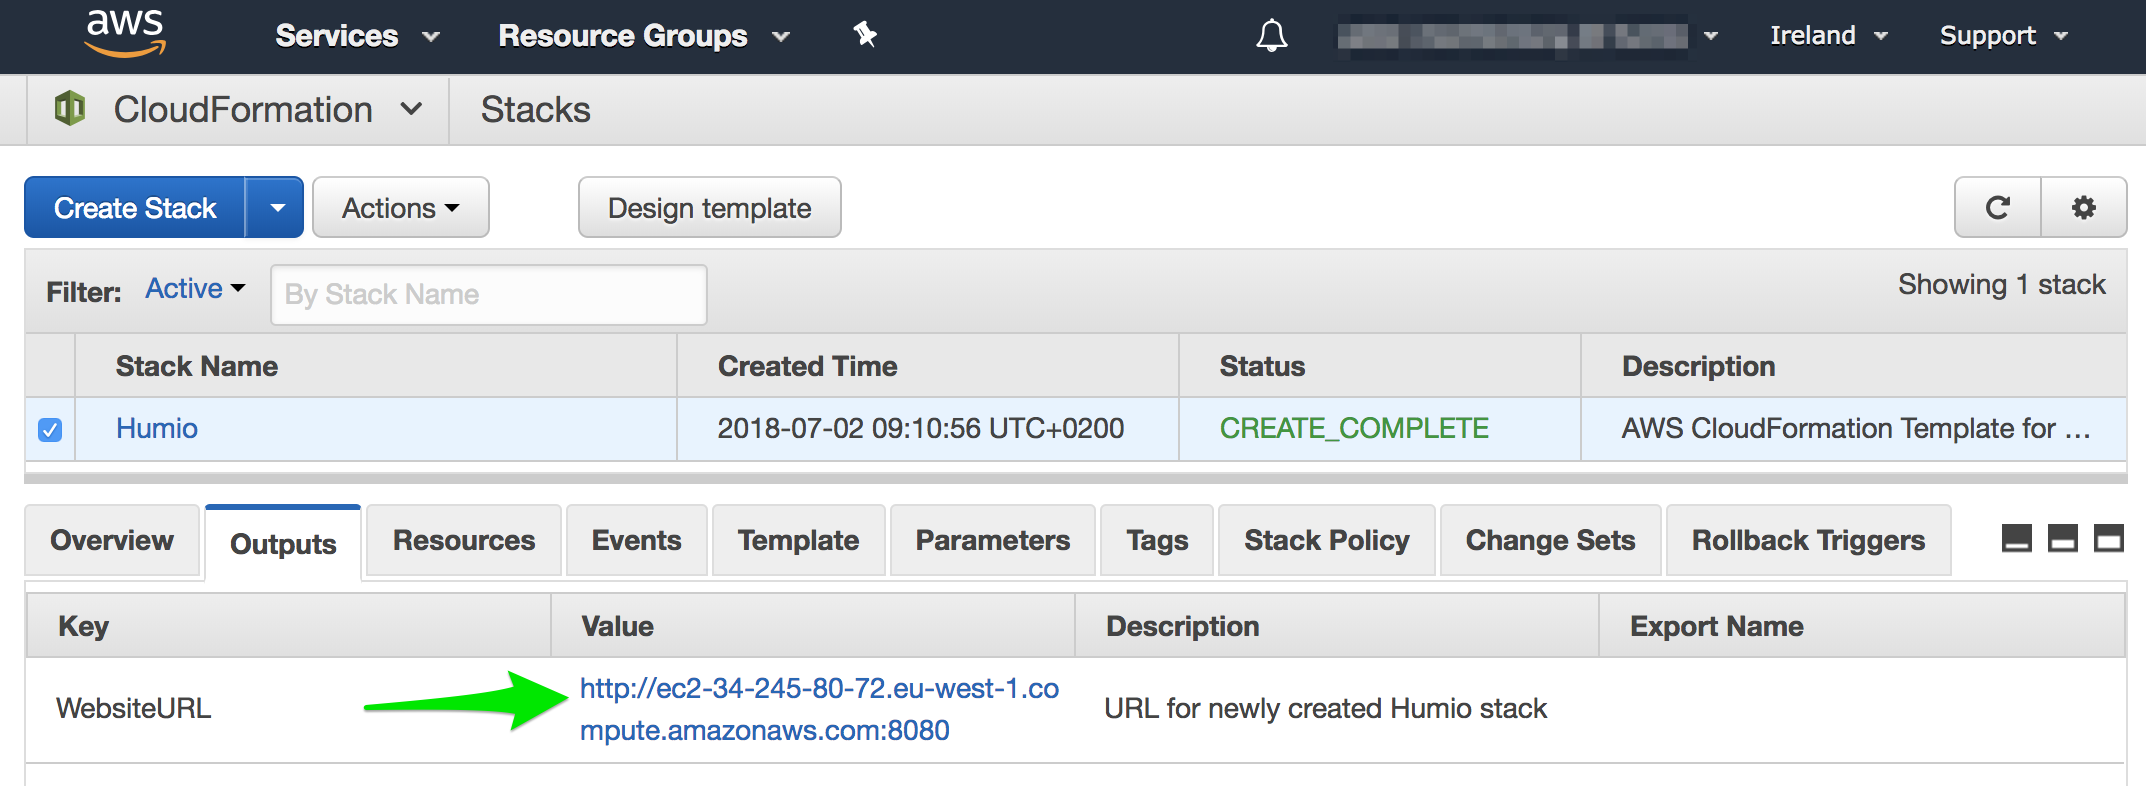 aws Services Resource Groups Ireland Support
CloudFormation Stacks
Create Stack Actions Design template
Filter: Active By Stack Name Showing 1 stack
Stack Name Created Time Status Description
Humio 2018-07-02 09:10:56 UTC+0200 CREATE_COMPLETE AWS CloudFormation Template for ...
Overview Outputs Resources Events Template Parameters Tags Stack Policy Change Sets Rollback Triggers
Key Value Description Export Name
WebsiteURL http://ec2-34-245-80-72.eu-west-1.co URL for newly created Humio stack
mpute.amazonaws.com:8080